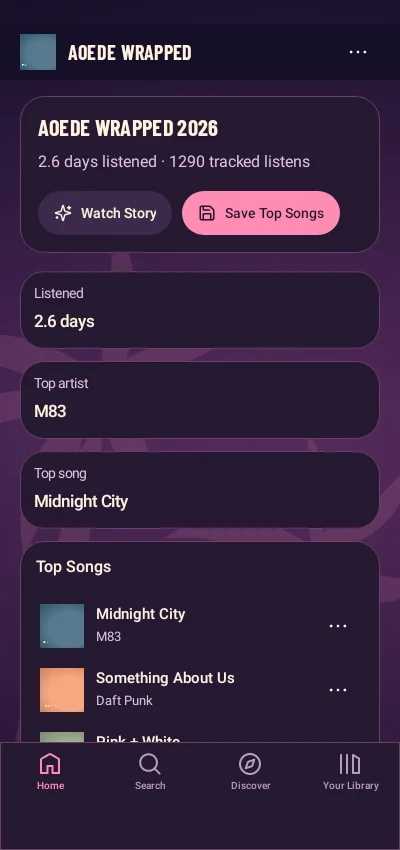 AOEDE WRAPPED
AOEDE WRAPPED 2026
2.6 days listened · 1290 tracked listens
Watch Story
Save Top Songs
Listened
2.6 days
Top artist
M83
Top song
Midnight City
Top Songs
Midnight City
M83
Something About Us
Daft Punk
Pink + White
Home
Search
Discover
Your Library